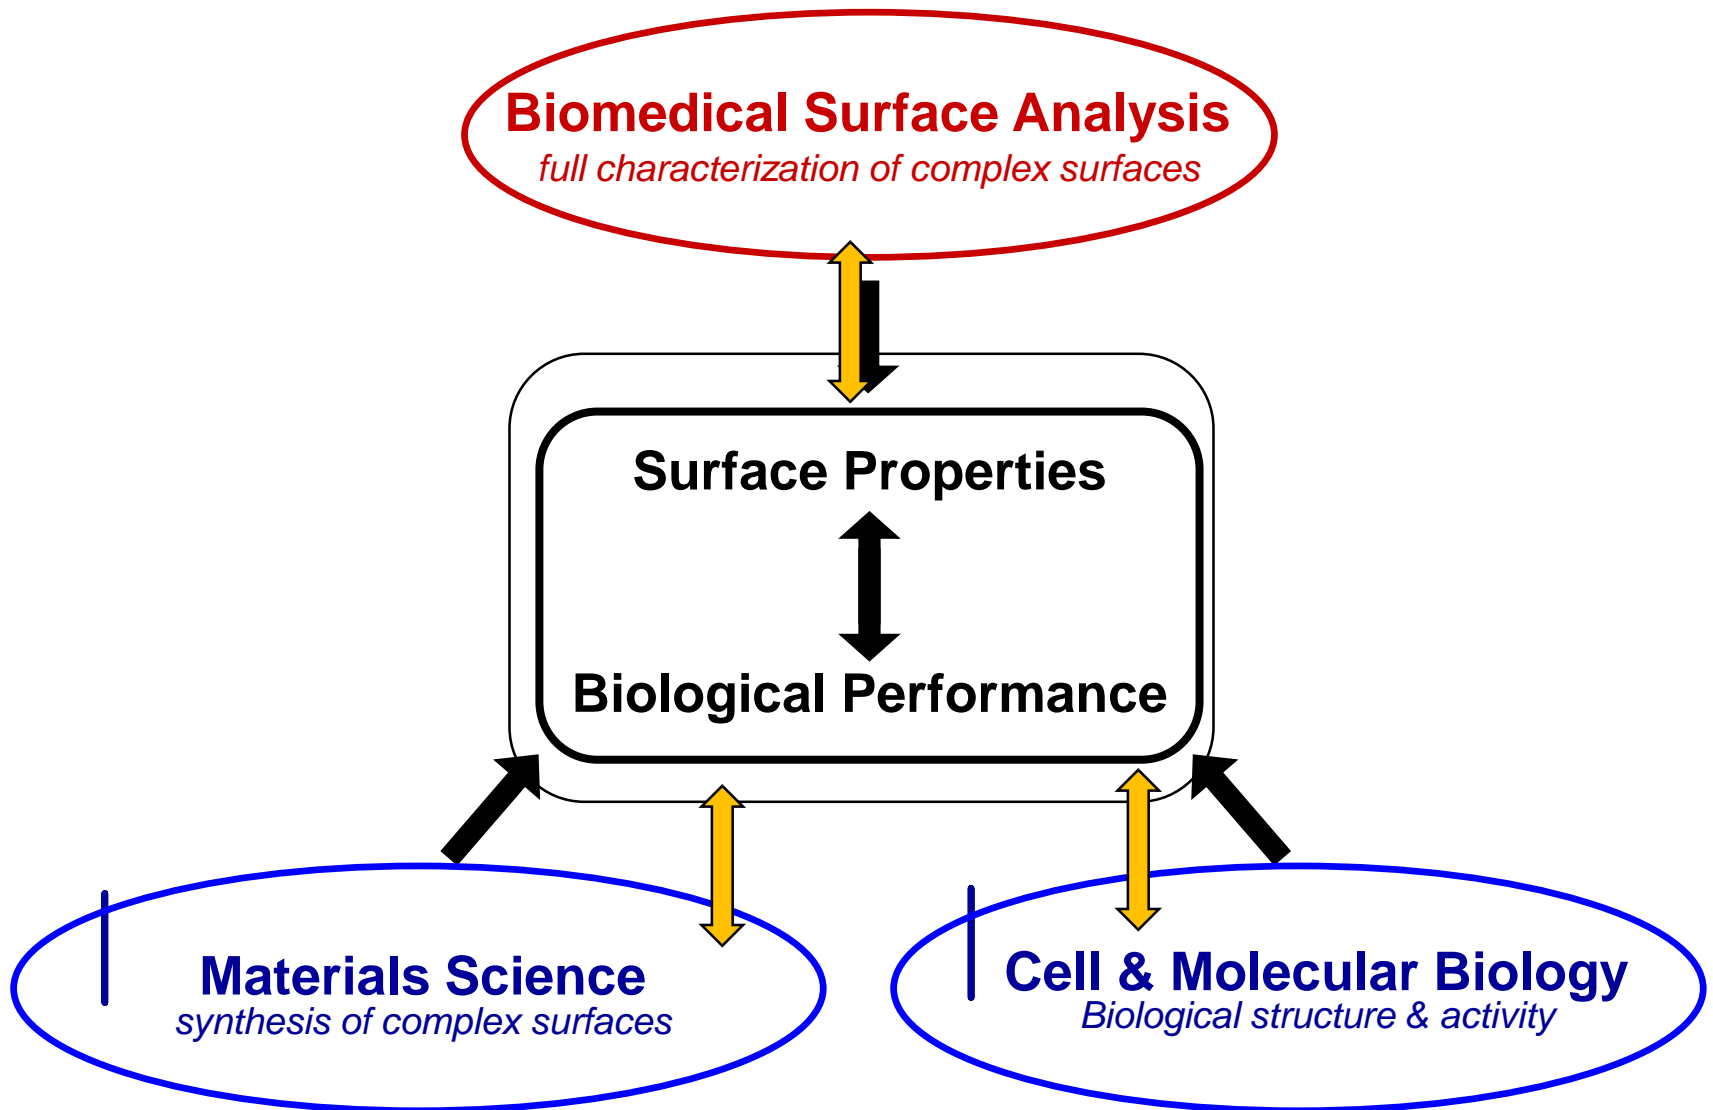 Biomedical Surface Analysis
full characterization of complex surfaces
Surface Properties
Biological Performance
Materials Science
synthesis of complex surfaces
Cell & Molecular Biology
Biological structure & activity